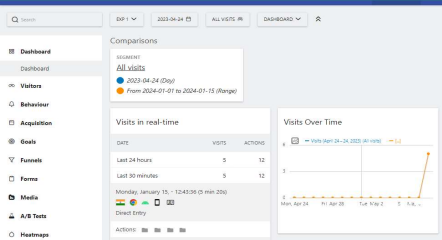 Search
EXP 1
2023-04-24
ALL VISITS
DASHBOARD
Dashboard
Dashboard
Visitors
Behaviour
Acquisition
Goals
Funnels
Forms
Media
A/B Tests
Heatmaps
Comparisons
SEGMENT
All visits
2023-04-24 (Day)
From 2024-01-01 to 2024-01-15 (Range)
Visits in real-time
DATE VISITS ACTIONS
Last 24 hours 5 12
Last 30 minutes 5 12
Monday, January 15, - 12:43:36 (5 min 20s)
Direct Entry
Actions:
Visits Over Time
Visits (April 24–24, 2023) (All visits) [...]
6
3
0
Mon, Apr 24 Fri, Apr 28 Tue, May 2